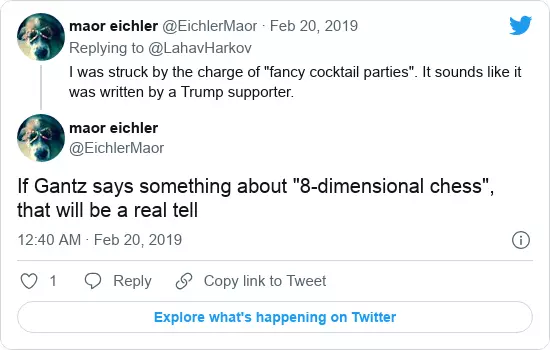 maor eichler @EichlerMaor · Feb 20, 2019
Replying to @LahavHarkov
I was struck by the charge of "fancy cocktail parties". It sounds like it
was written by a Trump supporter.
maor eichler
@EichlerMaor
If Gantz says something about "8-dimensional chess",
that will be a real tell
12:40 AM · Feb 20, 2019
1 Reply Copy link to Tweet
Explore what's happening on Twitter